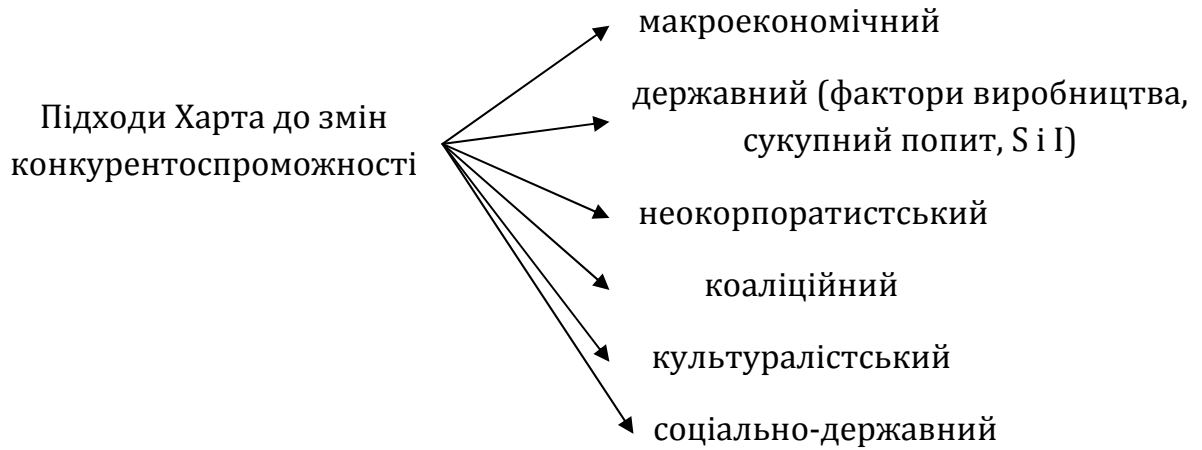 Підходи Харта до змін
конкурентоспроможності
макроекономічний
державний (фактори виробництва,
сукупний попит, S і I)
неокорпоратистський
коаліційний
культуралістський
соціально-державний